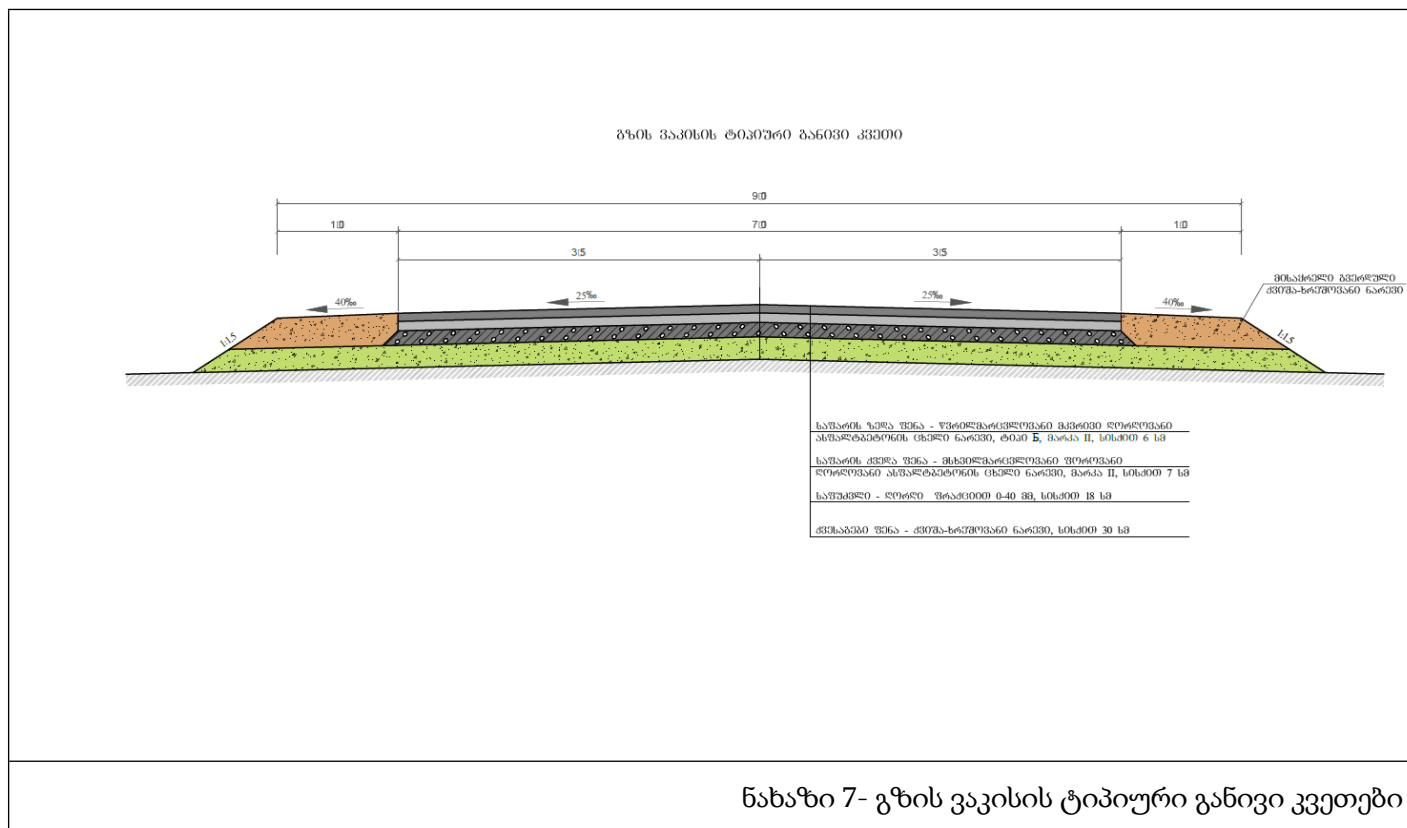 გზის ვაკისის ტიპიური განივი კვეთი
9.0
1.0 7.0 1.0
3.5 3.5
მისაყრელი გვერდული
ქვიშა-ხრეშოვანი ნარევი
40‰ 25‰ 25‰ 40‰
1:1.5 1:1.5
საფარის ზედა ფენა - წვრილმარცვლოვანი მკვრივი ღორღოვანი
ასფალტბეტონის ცხელი ნარევი, ტიპი Б, მარკა II, სისქით 6 სმ
საფარის ქვედა ფენა - მსხვილმარცვლოვანი ფოროვანი
ღორღოვანი ასფალტბეტონის ცხელი ნარევი, მარკა II, სისქით 7 სმ
საფუძველი - ღორღი ფრაქციით 0-40 მმ, სისქით 18 სმ
ქვესაგები ფენა - ქვიშა-ხრეშოვანი ნარევი, სისქით 30 სმ
ნახაზი 7- გზის ვაკისის ტიპიური განივი კვეთები